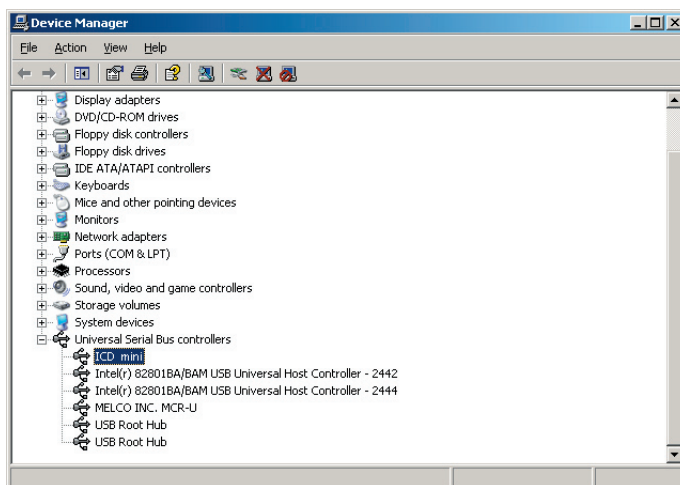 Device Manager
File Action View Help
Display adapters
DVD/CD-ROM drives
Floppy disk controllers
Floppy disk drives
IDE ATA/ATAPI controllers
Keyboards
Mice and other pointing devices
Monitors
Network adapters
Ports (COM & LPT)
Processors
Sound, video and game controllers
Storage volumes
System devices
Universal Serial Bus controllers
ICD mini
Intel(r) 82801BA/BAM USB Universal Host Controller - 2442
Intel(r) 82801BA/BAM USB Universal Host Controller - 2444
MELCO INC. MCR-U
USB Root Hub
USB Root Hub